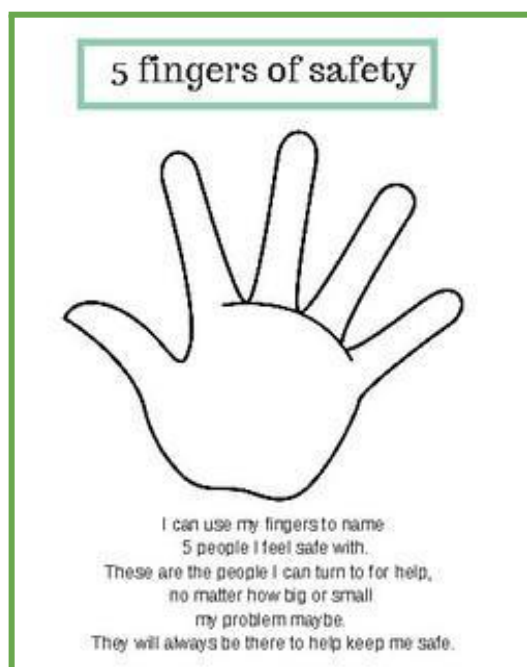 5 fingers of safety
I can use my fingers to name
5 people I feel safe with.
These are the people I can turn to for help,
no matter how big or small
my problem maybe.
They will always be there to help keep me safe.